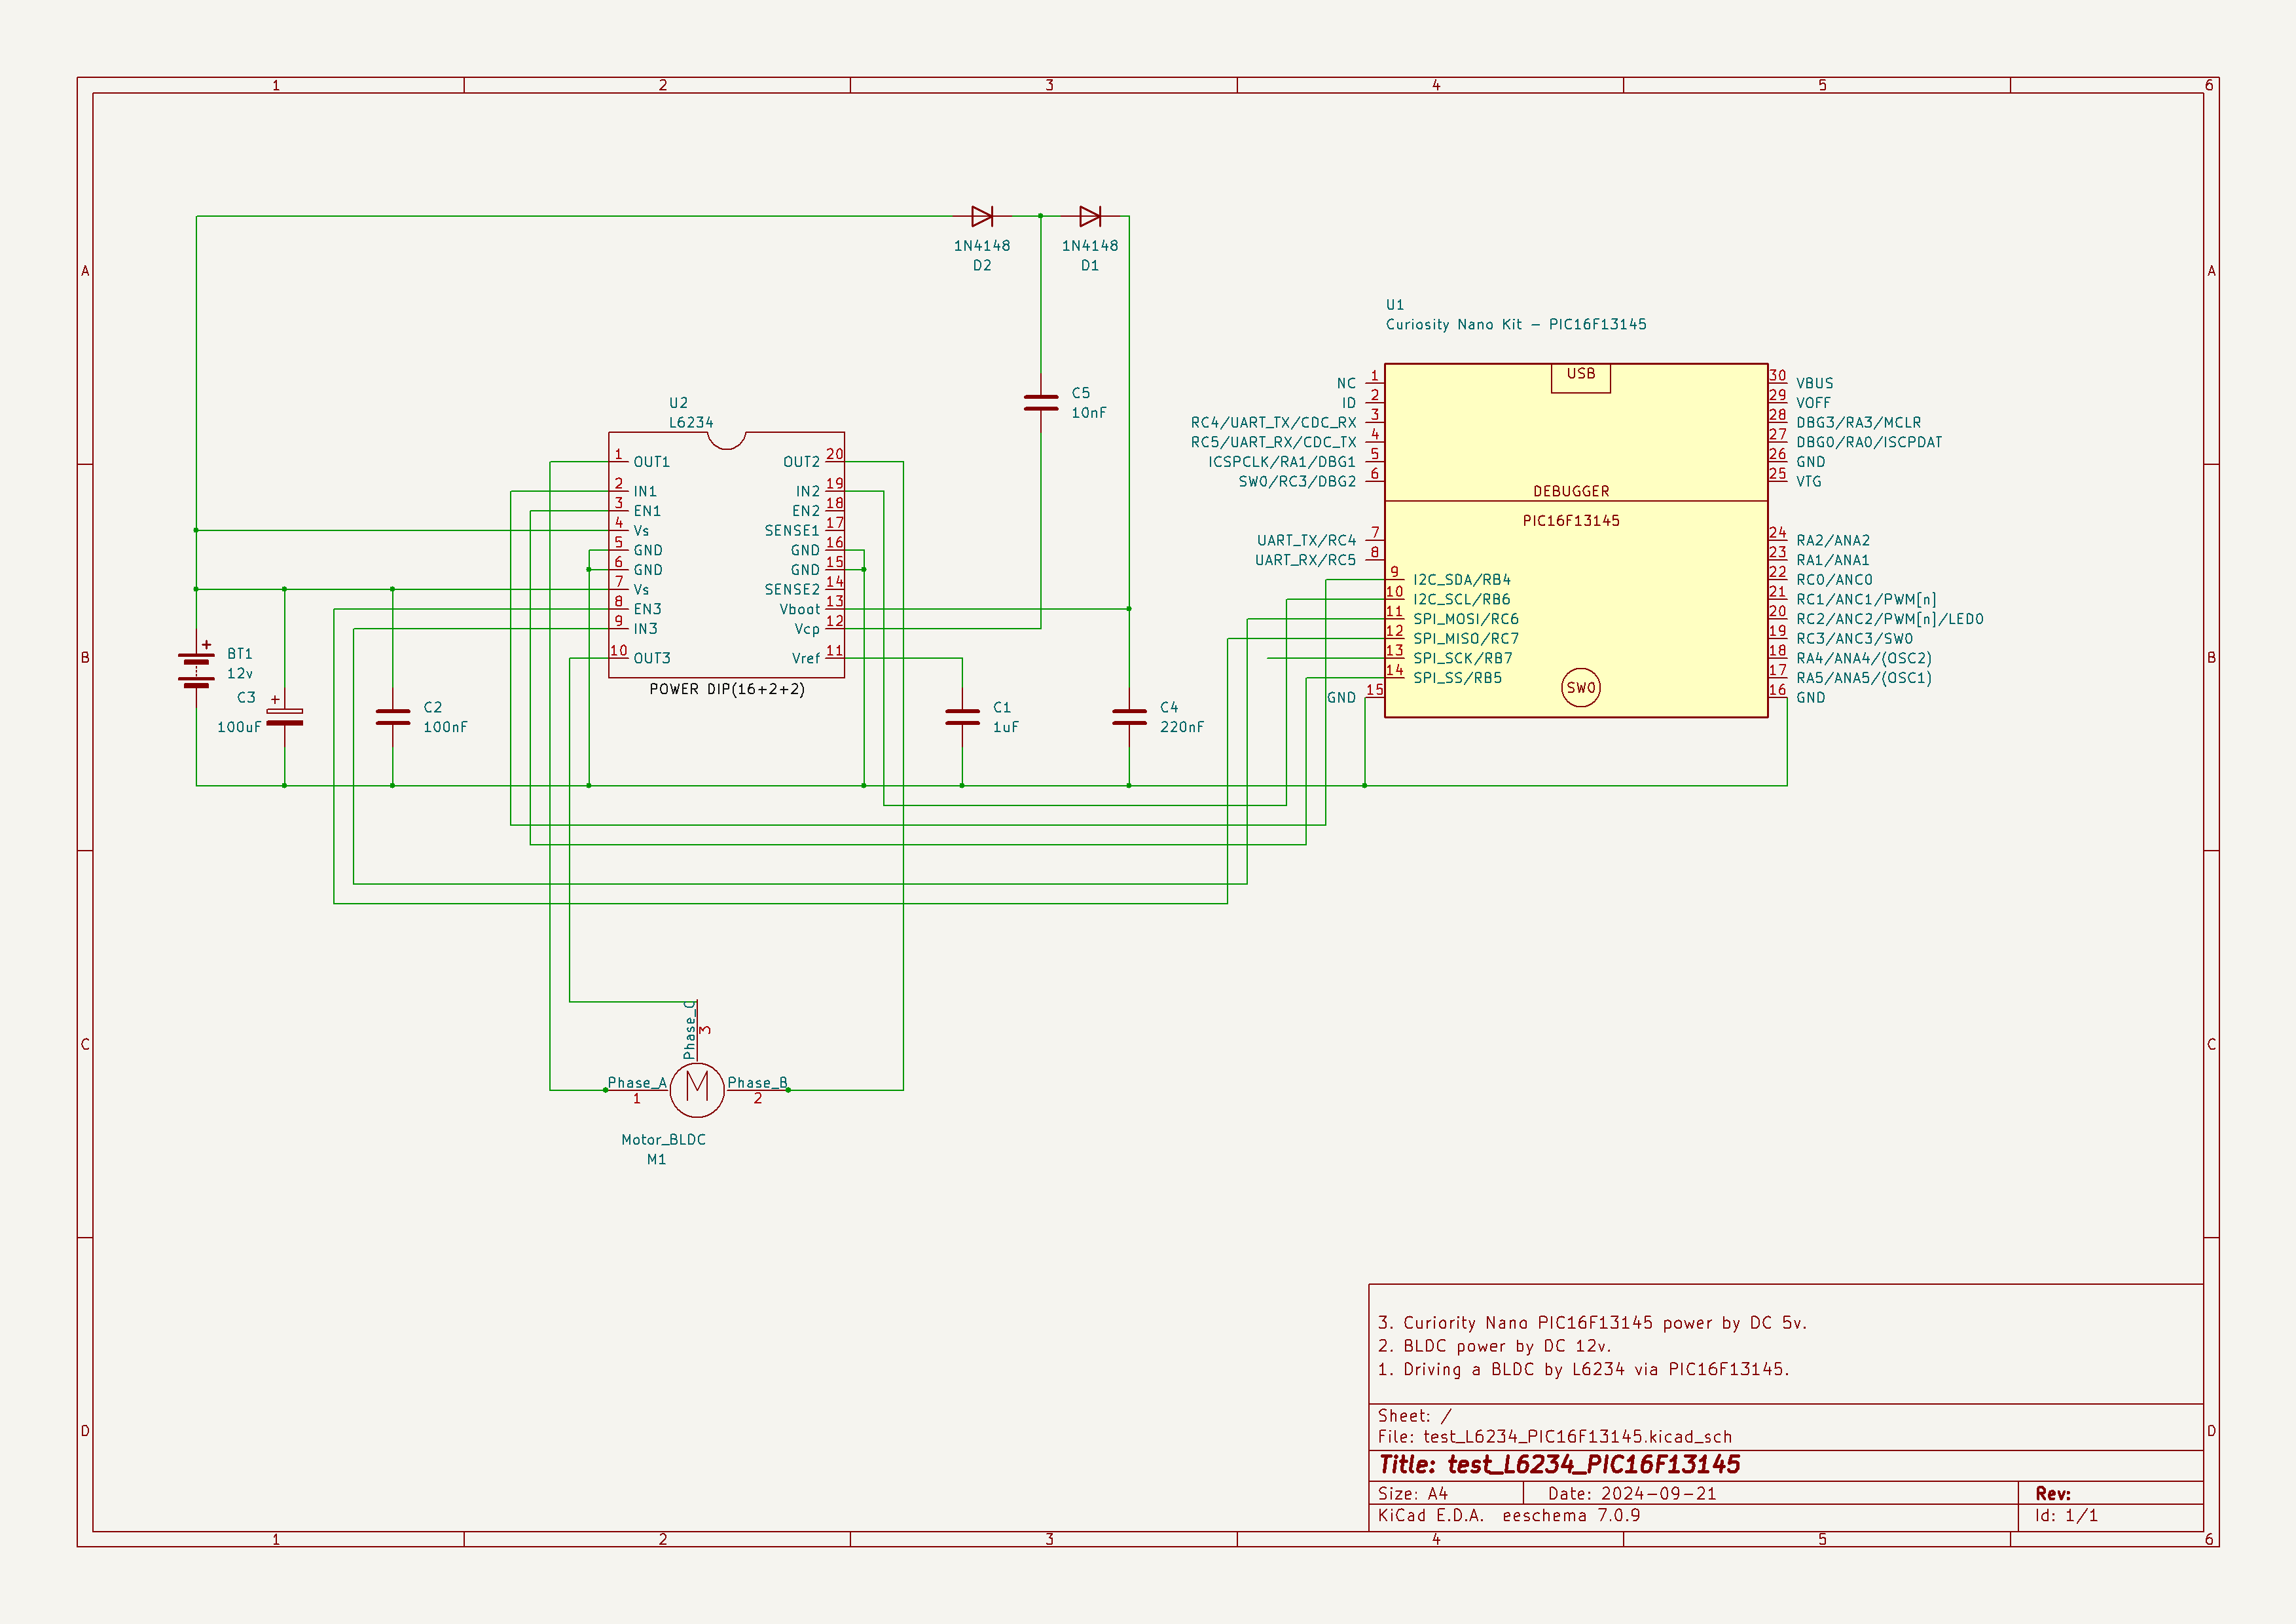 1 2 3 4 5 6
A
B
C
D
A
B
C
D
1N4148
D2
1N4148
D1
C5
10nF
U2
L6234
1 OUT1
2 IN1
3 EN1
4 Vs
5 GND
6 GND
7 Vs
8 EN3
9 IN3
10 OUT3
OUT2 20
IN2 19
EN2 18
SENSE1 17
GND 16
GND 15
SENSE2 14
Vboot 13
Vcp 12
Vref 11
POWER DIP(16+2+2)
+
BT1
12v
C3
+
100uF
C2
100nF
C1
1uF
C4
220nF
U1
Curiosity Nano Kit - PIC16F13145
USB
DEBUGGER
PIC16F13145
SW0
NC 1
ID 2
RC4/UART_TX/CDC_RX 3
RC5/UART_RX/CDC_TX 4
ICSPCLK/RA1/DBG1 5
SW0/RC3/DBG2 6
UART_TX/RC4 7
UART_RX/RC5 8
9 I2C_SDA/RB4
10 I2C_SCL/RB6
11 SPI_MOSI/RC6
12 SPI_MISO/RC7
13 SPI_SCK/RB7
14 SPI_SS/RB5
GND 15
30 VBUS
29 VOFF
28 DBG3/RA3/MCLR
27 DBG0/RA0/ISCPDAT
26 GND
25 VTG
24 RA2/ANA2
23 RA1/ANA1
22 RC0/ANC0
21 RC1/ANC1/PWM[n]
20 RC2/ANC2/PWM[n]/LED0
19 RC3/ANC3/SW0
18 RA4/ANA4/(OSC2)
17 RA5/ANA5/(OSC1)
16 GND
Phase_C
3
Phase_A
1
M
Phase_B
2
Motor_BLDC
M1
3. Curiority Nano PIC16F13145 power by DC 5v.
2. BLDC power by DC 12v.
1. Driving a BLDC by L6234 via PIC16F13145.
Sheet: /
File: test_L6234_PIC16F13145.kicad_sch
Title: test_L6234_PIC16F13145
Size: A4 Date: 2024-09-21 Rev:
KiCad E.D.A. eeschema 7.0.9 Id: 1/1
1 2 3 4 5 6